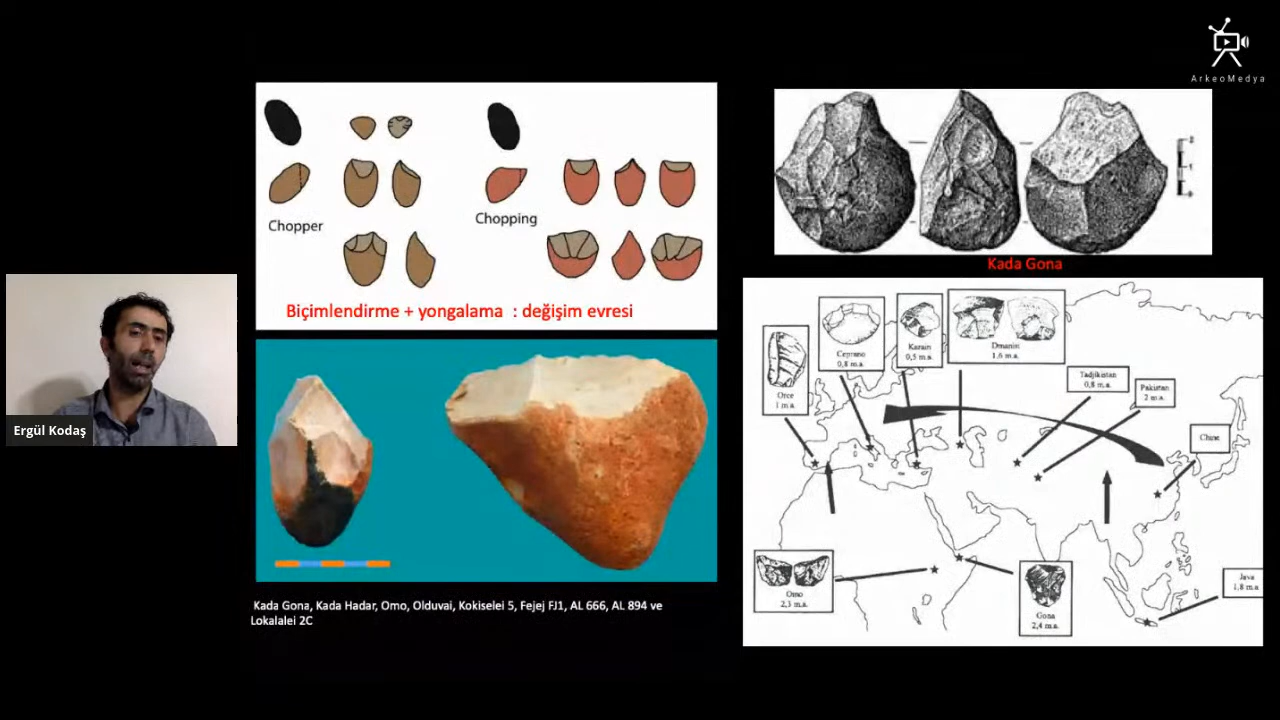 ArkeoMedya
Chopper
Chopping
Biçimlendirme + yongalama : değişim evresi
Kada Gona
Ergül Kodaş
Orce
1 m.a.
Ceprano
0,8 m.a.
Karain
0,5 m.a.
Dmanisi
1,6 m.a.
Tadjikistan
0,8 m.a.
Pakistan
2 m.a.
Chine
Omo
2,3 m.a.
Gona
2,4 m.a.
Java
1,8 m.a.
Kada Gona, Kada Hadar, Omo, Olduvai, Kokiselei 5, Fejej FJ1, AL 666, AL 894 ve
Lokalalei 2C